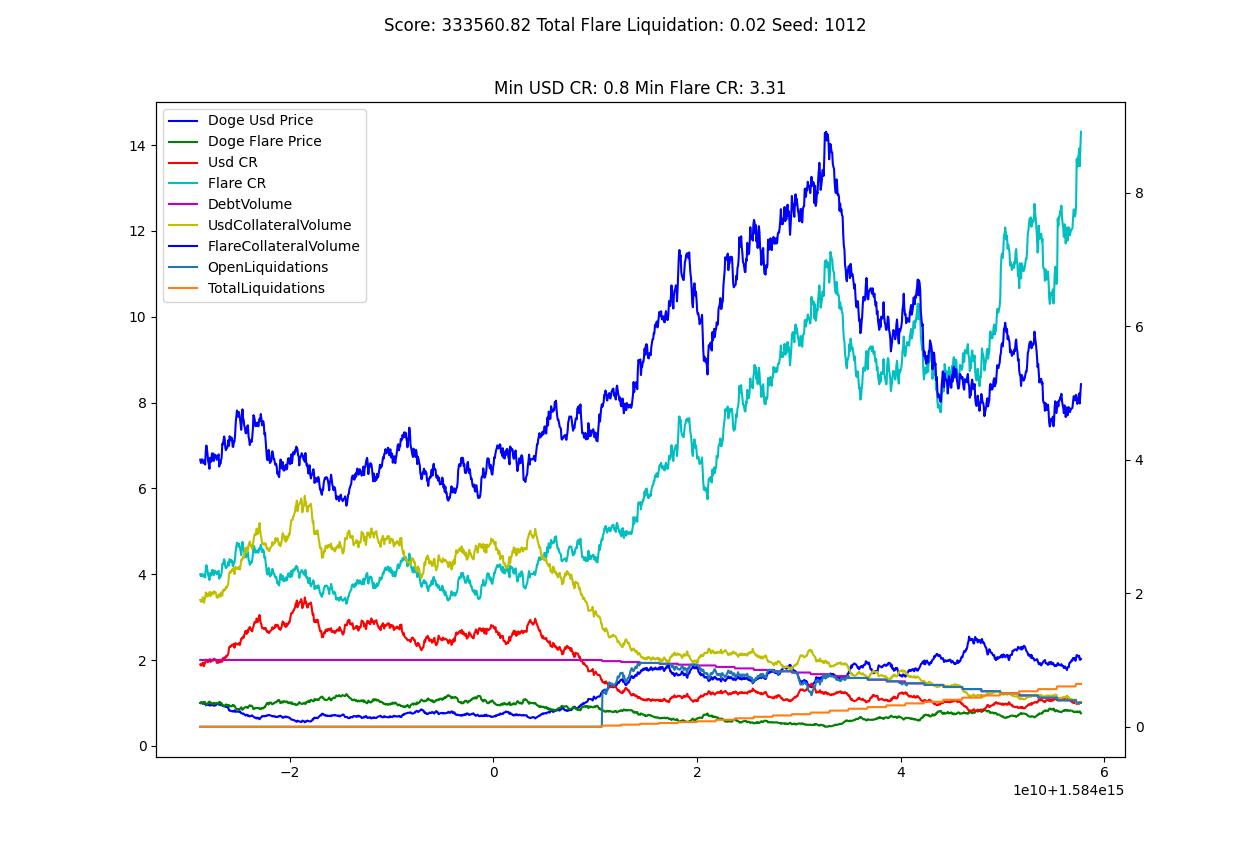 Score: 333560.82 Total Flare Liquidation: 0.02 Seed: 1012
Min USD CR: 0.8 Min Flare CR: 3.31
Doge Usd Price
Doge Flare Price
Usd CR
Flare CR
DebtVolume
UsdCollateralVolume
FlareCollateralVolume
OpenLiquidations
TotalLiquidations
14
12
10
8
6
4
2
0
8
6
4
2
0
−2
0
2
4
6
1e10+1.584e15